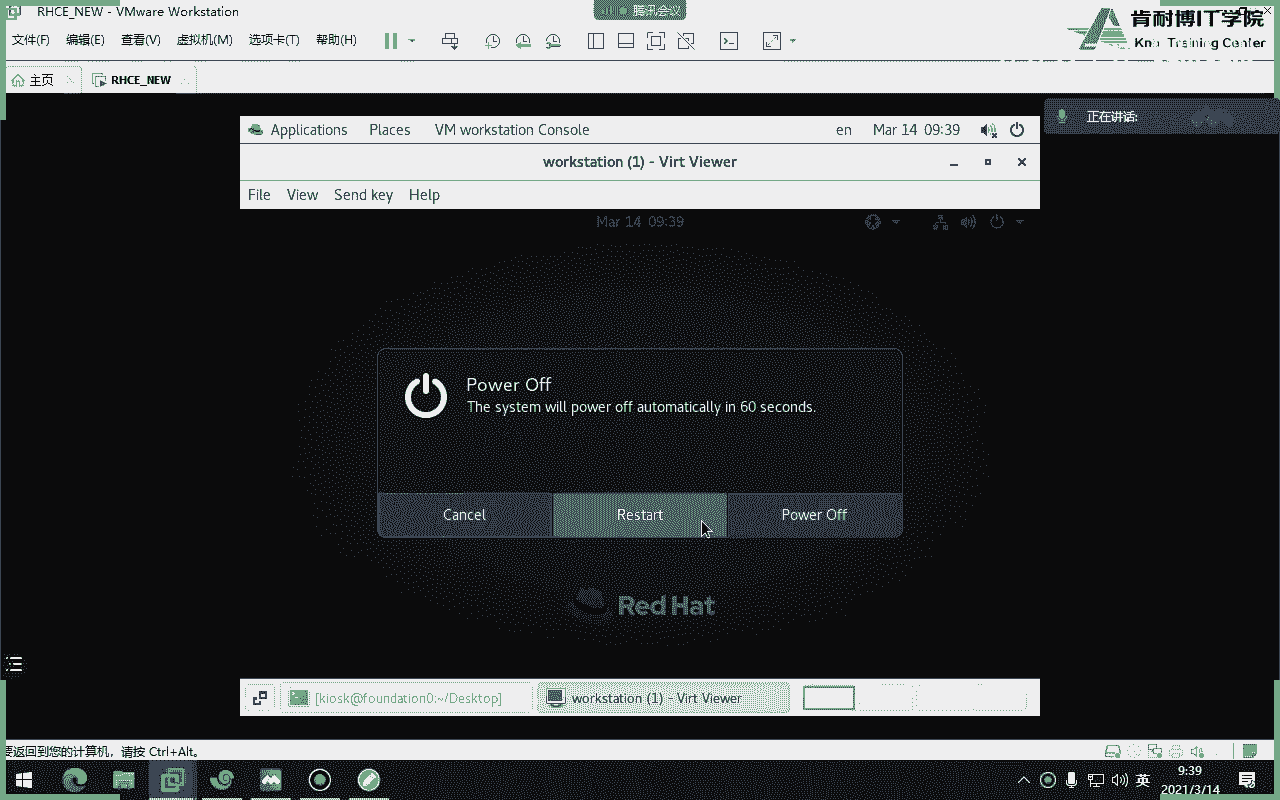 RHCE_NEW - VMware Workstation
腾讯会议
肯耐博IT学院
Training Center
文件(F) 编辑(E) 查看(V) 虚拟机(M) 选项卡(T) 帮助(H)
主页 RHCE_NEW
正在讲话:
Applications Places VM workstation Console en Mar 14 09:39
workstation (1) - Virt Viewer
File View Send key Help
Mar 14 09:39
Power Off
The system will power off automatically in 60 seconds.
Cancel Restart Power Off
Red Hat
[kiosk@foundation0:~/Desktop] workstation (1) - Virt Viewer
要返回到您的计算机，请按 Ctrl+Alt。
英 9:39
2021/3/14